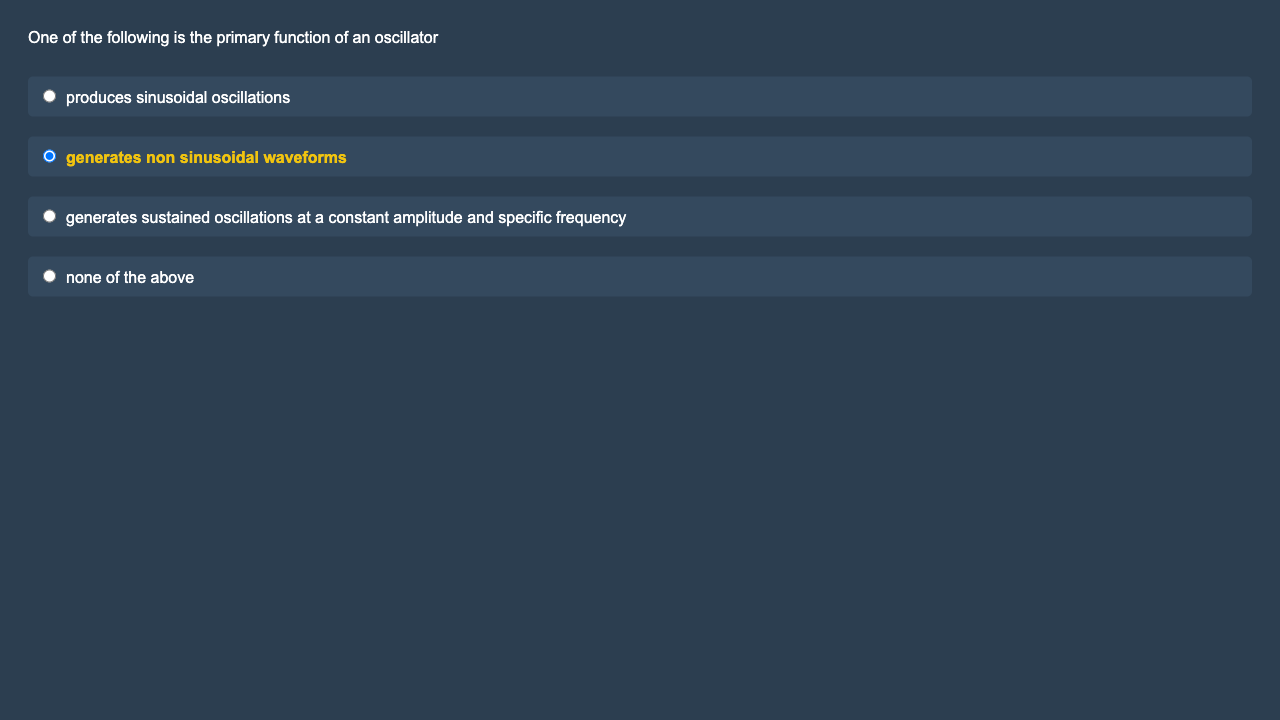 One of the following is the primary function of an oscillator
produces sinusoidal oscillations
generates non sinusoidal waveforms
generates sustained oscillations at a constant amplitude and specific frequency
none of the above